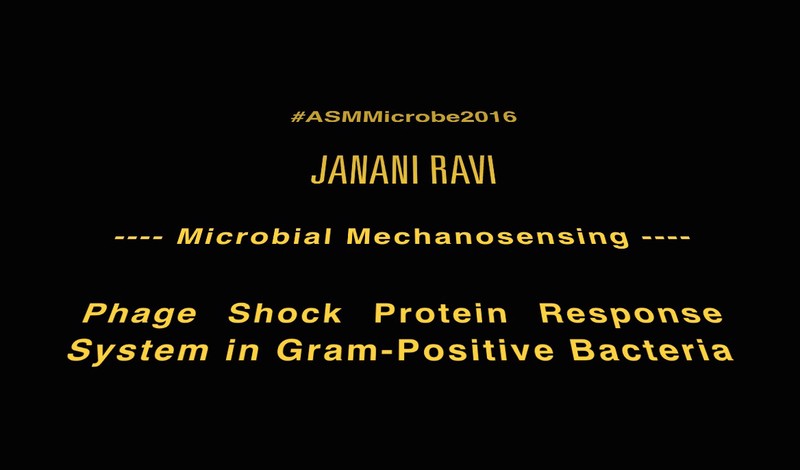 #ASMMicrobe2016
JANANI RAVI
---- Microbial Mechanosensing ----
Phage Shock Protein Response
System in Gram-Positive Bacteria